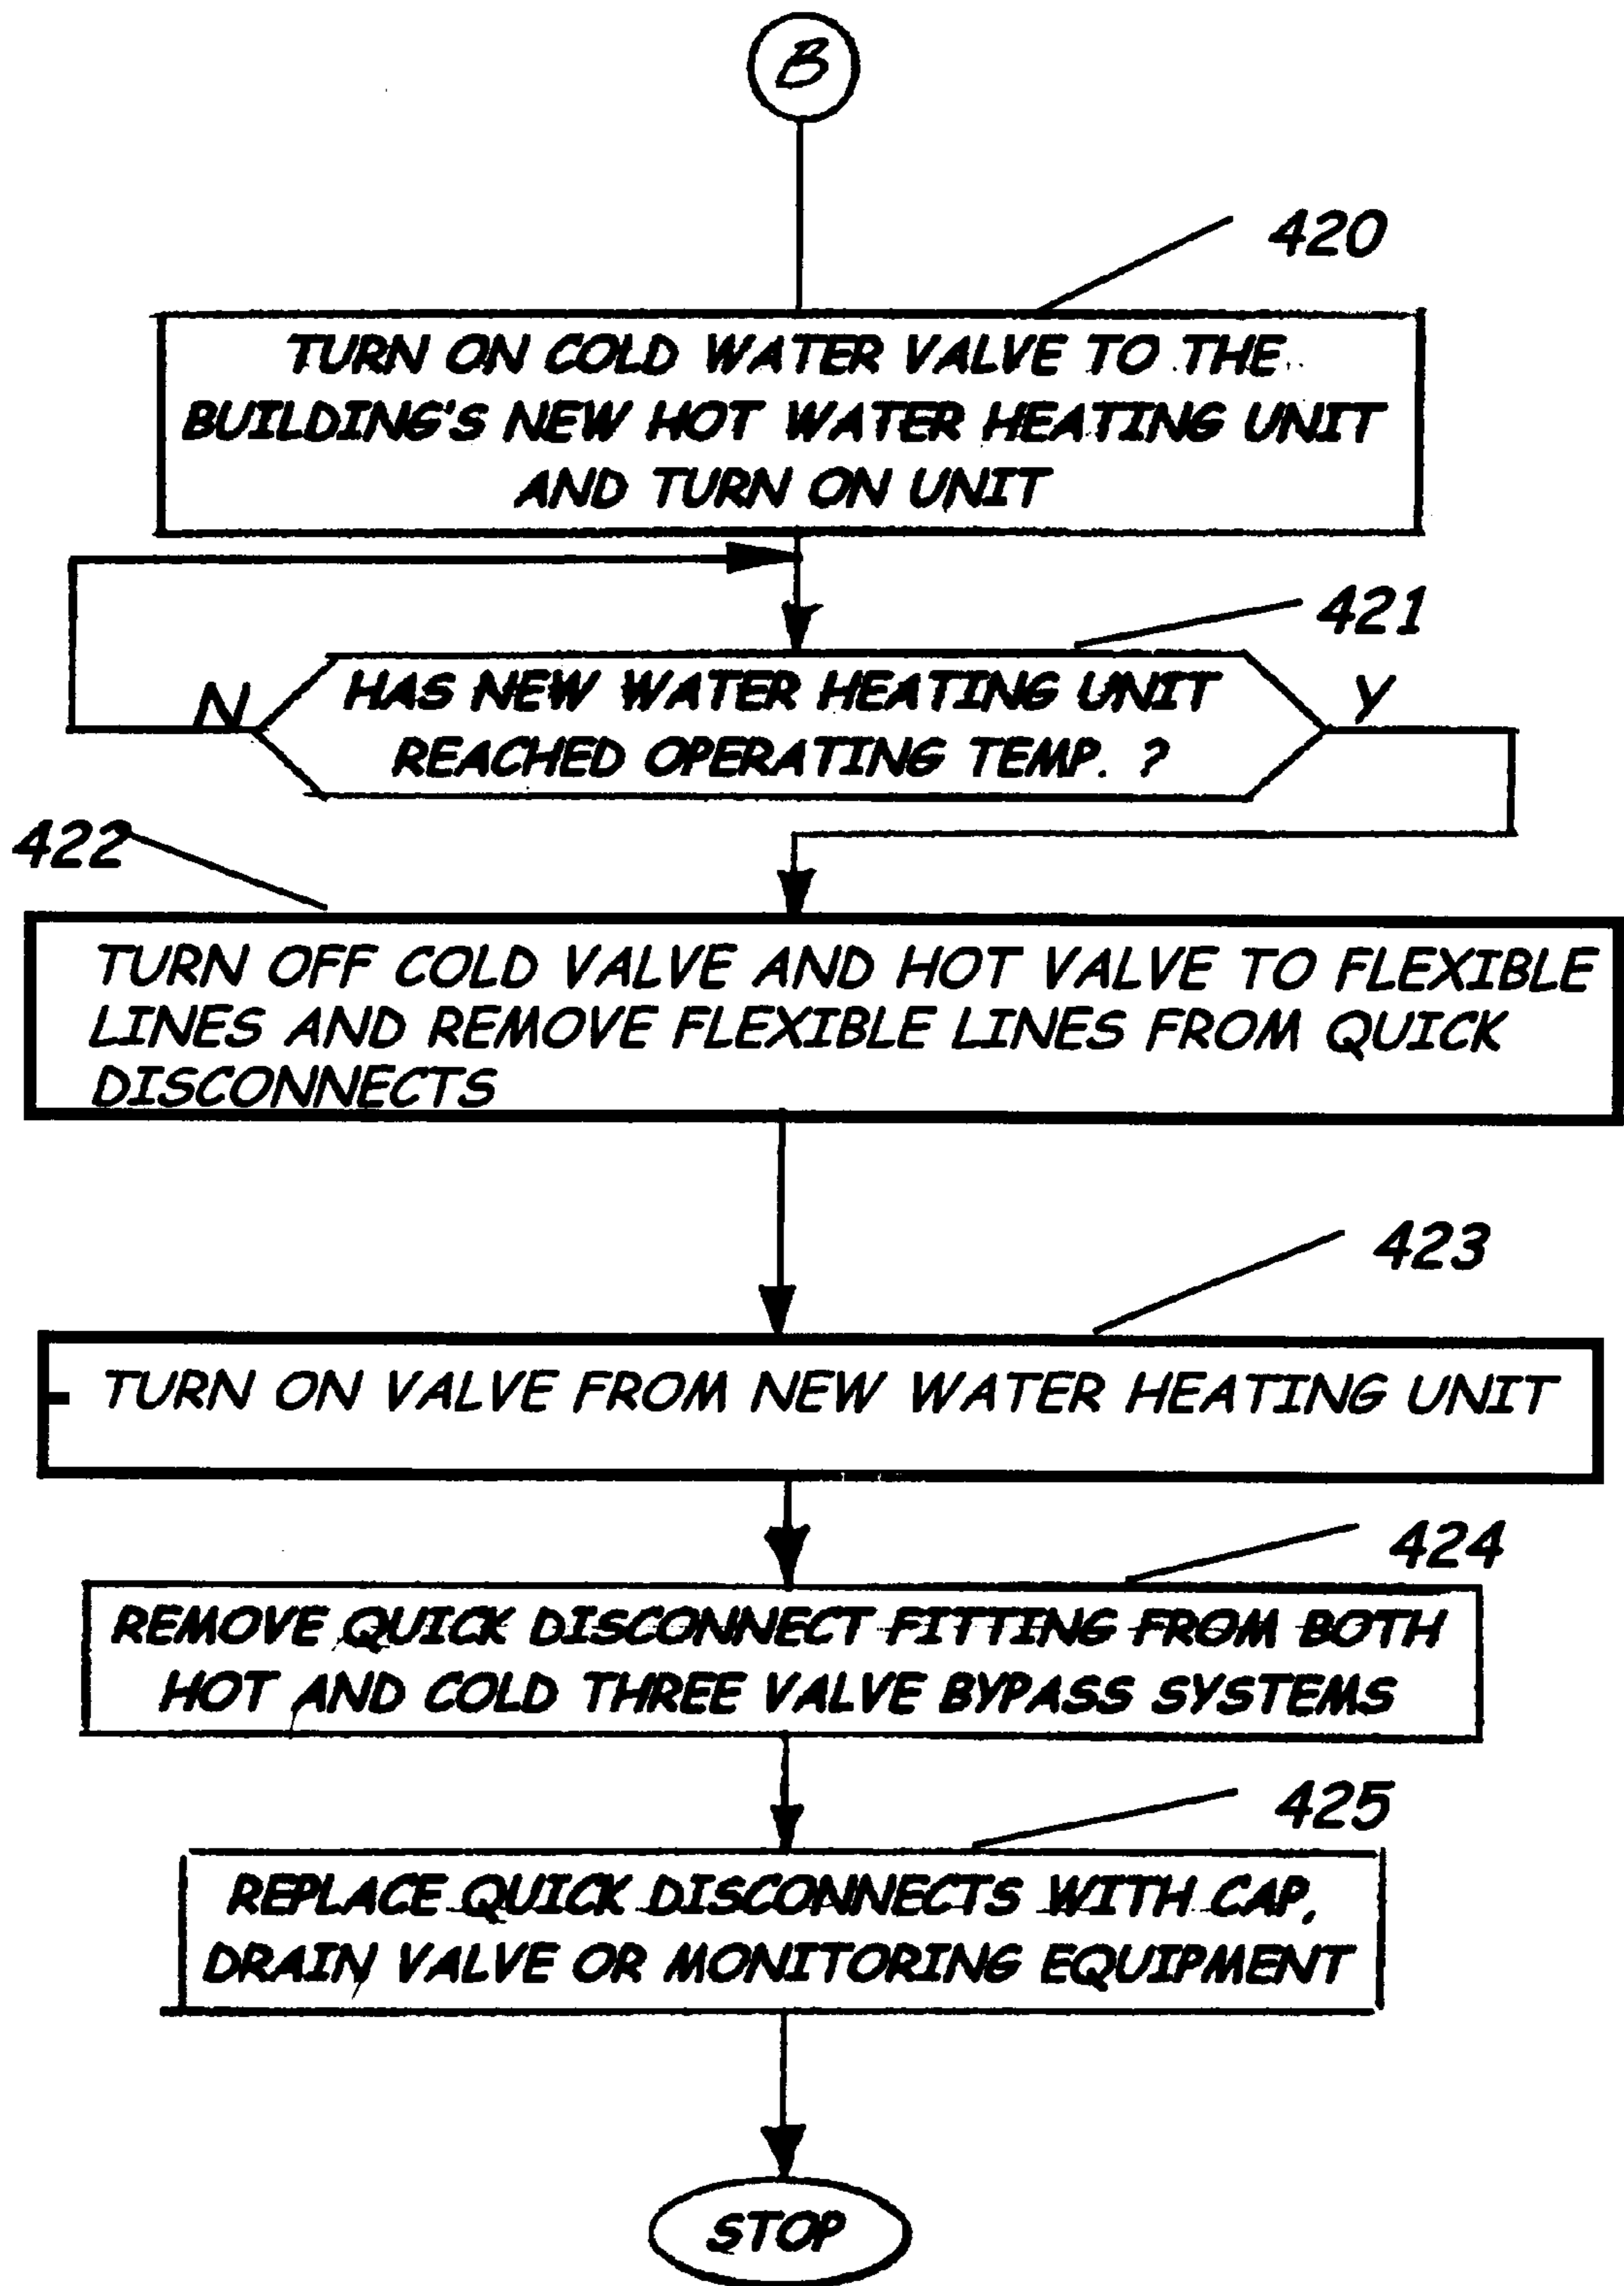 B
420
TURN ON COLD WATER VALVE TO THE
BUILDING'S NEW HOT WATER HEATING UNIT
AND TURN ON UNIT
421
N
HAS NEW WATER HEATING UNIT
Y
REACHED OPERATING TEMP. ?
422
TURN OFF COLD VALVE AND HOT VALVE TO FLEXIBLE
LINES AND REMOVE FLEXIBLE LINES FROM QUICK
DISCONNECTS
423
TURN ON VALVE FROM NEW WATER HEATING UNIT
424
REMOVE QUICK DISCONNECT FITTING FROM BOTH
HOT AND COLD THREE VALVE BYPASS SYSTEMS
425
REPLACE QUICK DISCONNECTS WITH CAP,
DRAIN VALVE OR MONITORING EQUIPMENT
STOP